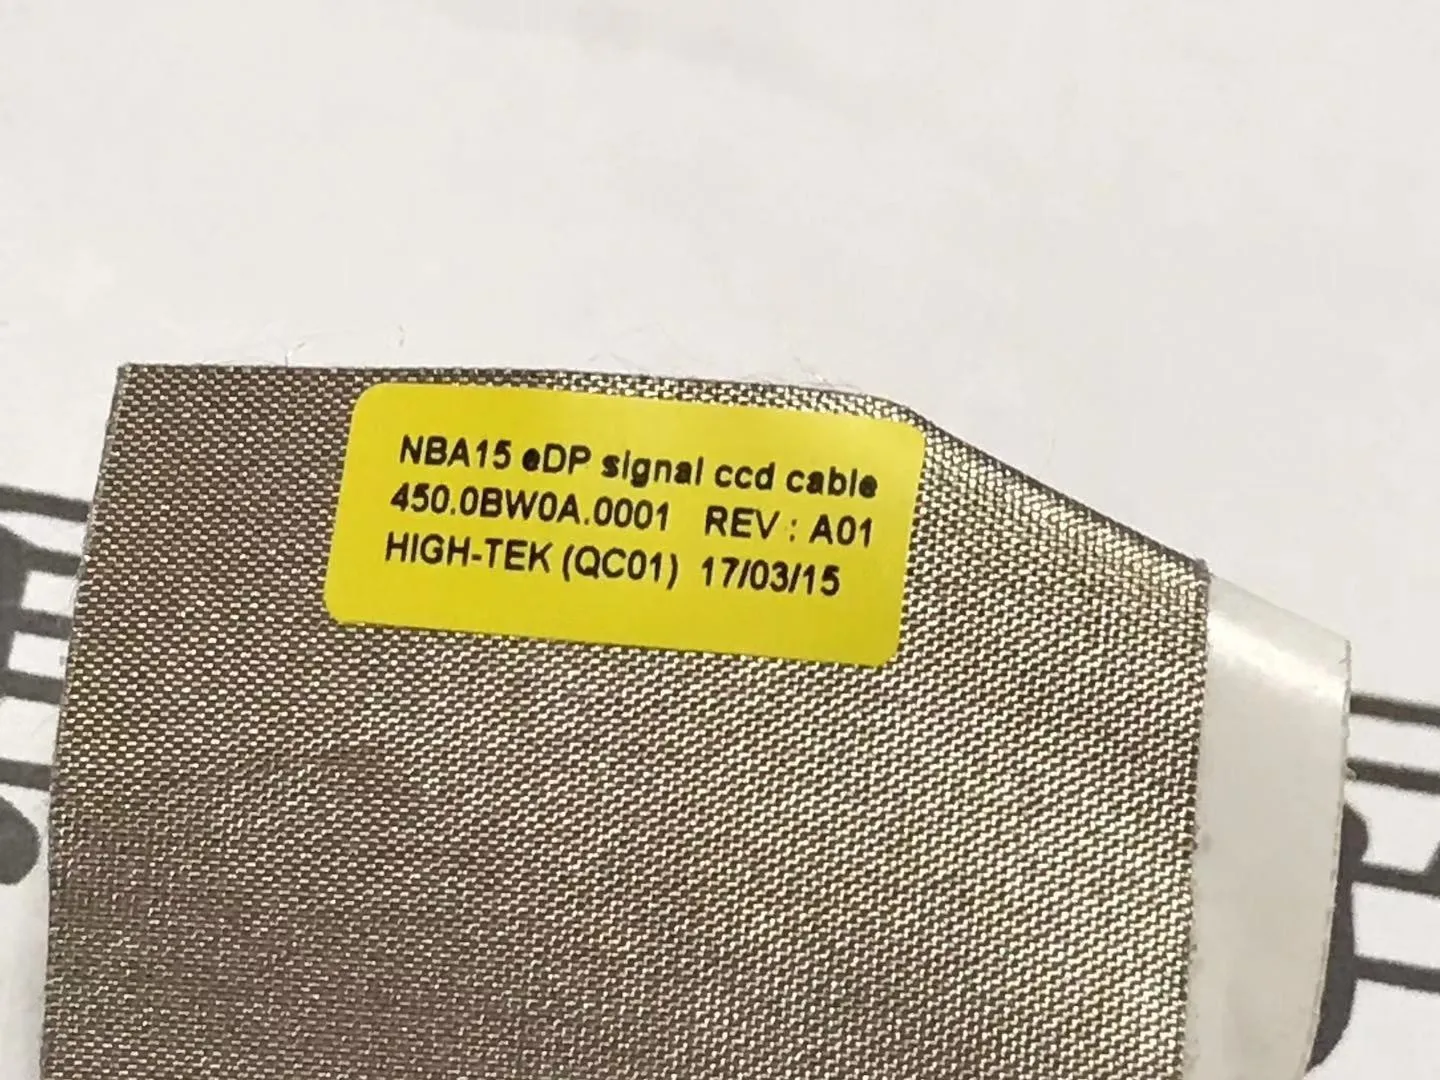 NBA15 eDP signal ccd cable
450.0BW0A.0001 REV : A01
HIGH-TEK (QC01) 17/03/15